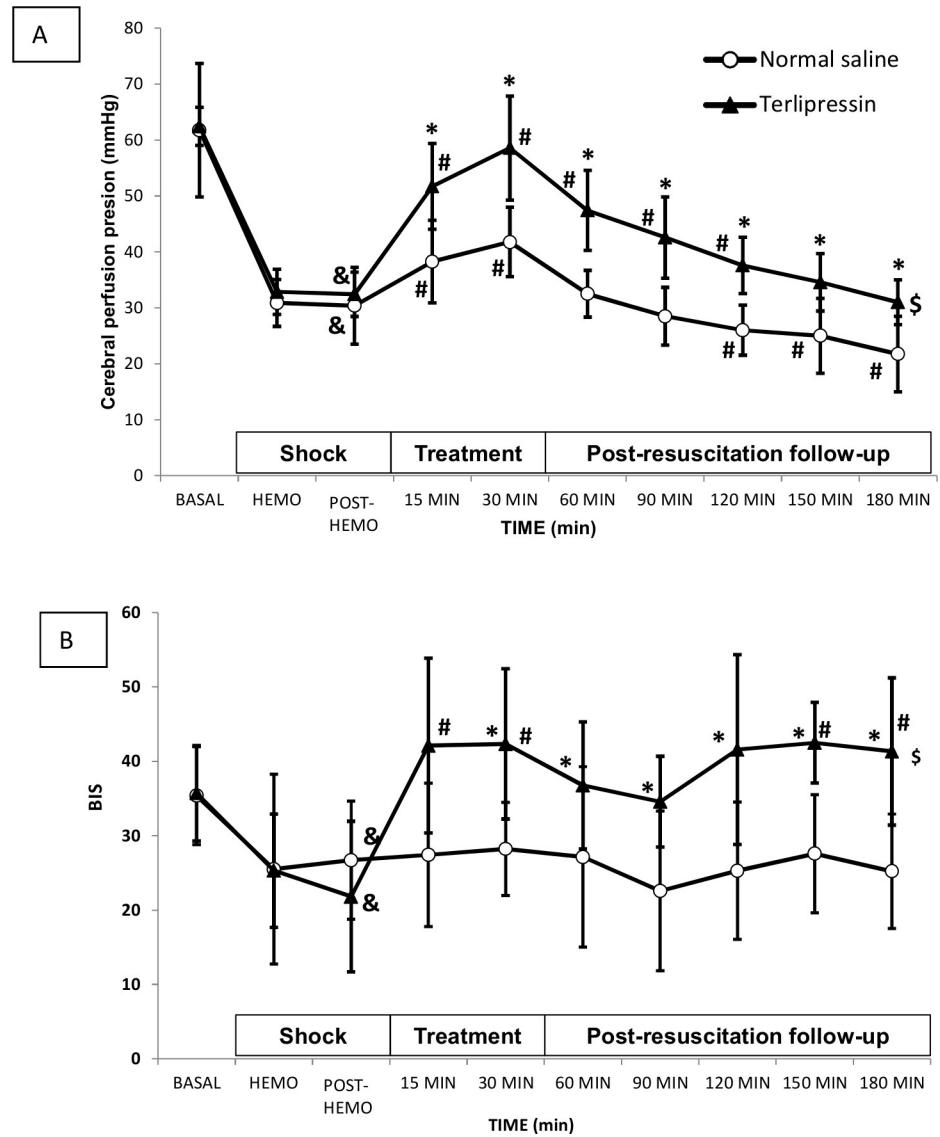 A
Cerebral perfusion presion (mmHg)
80
70
60
50
40
30
20
10
0
Normal saline
Terlipressin
& &
* # #
* # #
* #
* #
* # #
* #
* $ #
Shock Treatment Post-resuscitation follow-up
BASAL HEMO POST-HEMO 15 MIN 30 MIN 60 MIN 90 MIN 120 MIN 150 MIN 180 MIN
TIME (min)
B
BIS
60
50
40
30
20
10
0
& &
#
* #
*
*
*
* #
* # $
Shock Treatment Post-resuscitation follow-up
BASAL HEMO POST-HEMO 15 MIN 30 MIN 60 MIN 90 MIN 120 MIN 150 MIN 180 MIN
TIME (min)